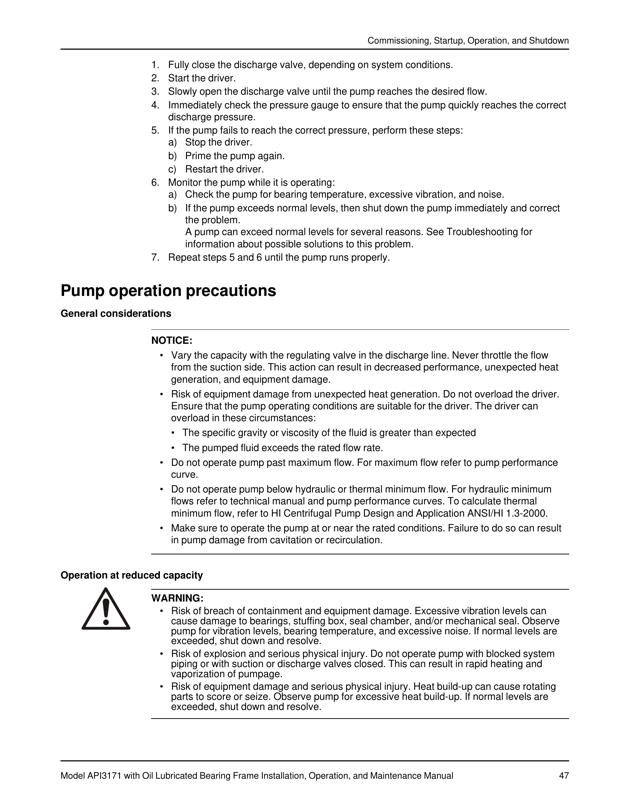 Commissioning, Startup, Operation, and Shutdown
1. Fully close the discharge valve, depending on system conditions.
2. Start the driver.
3. Slowly open the discharge valve until the pump reaches the desired flow.
4. Immediately check the pressure gauge to ensure that the pump quickly reaches the correct
discharge pressure.
5. If the pump fails to reach the correct pressure, perform these steps:
a) Stop the driver.
b) Prime the pump again.
c) Restart the driver.
6. Monitor the pump while it is operating:
a) Check the pump for bearing temperature, excessive vibration, and noise.
b) If the pump exceeds normal levels, then shut down the pump immediately and correct
the problem.
A pump can exceed normal levels for several reasons. See Troubleshooting for
information about possible solutions to this problem.
7. Repeat steps 5 and 6 until the pump runs properly.
Pump operation precautions
General considerations
NOTICE:
• Vary the capacity with the regulating valve in the discharge line. Never throttle the flow
from the suction side. This action can result in decreased performance, unexpected heat
generation, and equipment damage.
• Risk of equipment damage from unexpected heat generation. Do not overload the driver.
Ensure that the pump operating conditions are suitable for the driver. The driver can
overload in these circumstances:
• The specific gravity or viscosity of the fluid is greater than expected
• The pumped fluid exceeds the rated flow rate.
• Do not operate pump past maximum flow. For maximum flow refer to pump performance
curve.
• Do not operate pump below hydraulic or thermal minimum flow. For hydraulic minimum
flows refer to technical manual and pump performance curves. To calculate thermal
minimum flow, refer to HI Centrifugal Pump Design and Application ANSI/HI 1.3-2000.
• Make sure to operate the pump at or near the rated conditions. Failure to do so can result
in pump damage from cavitation or recirculation.
Operation at reduced capacity
WARNING:
• Risk of breach of containment and equipment damage. Excessive vibration levels can
cause damage to bearings, stuffing box, seal chamber, and/or mechanical seal. Observe
pump for vibration levels, bearing temperature, and excessive noise. If normal levels are
exceeded, shut down and resolve.
• Risk of explosion and serious physical injury. Do not operate pump with blocked system
piping or with suction or discharge valves closed. This can result in rapid heating and
vaporization of pumpage.
• Risk of equipment damage and serious physical injury. Heat build-up can cause rotating
parts to score or seize. Observe pump for excessive heat build-up. If normal levels are
exceeded, shut down and resolve.
Model API3171 with Oil Lubricated Bearing Frame Installation, Operation, and Maintenance Manual 47